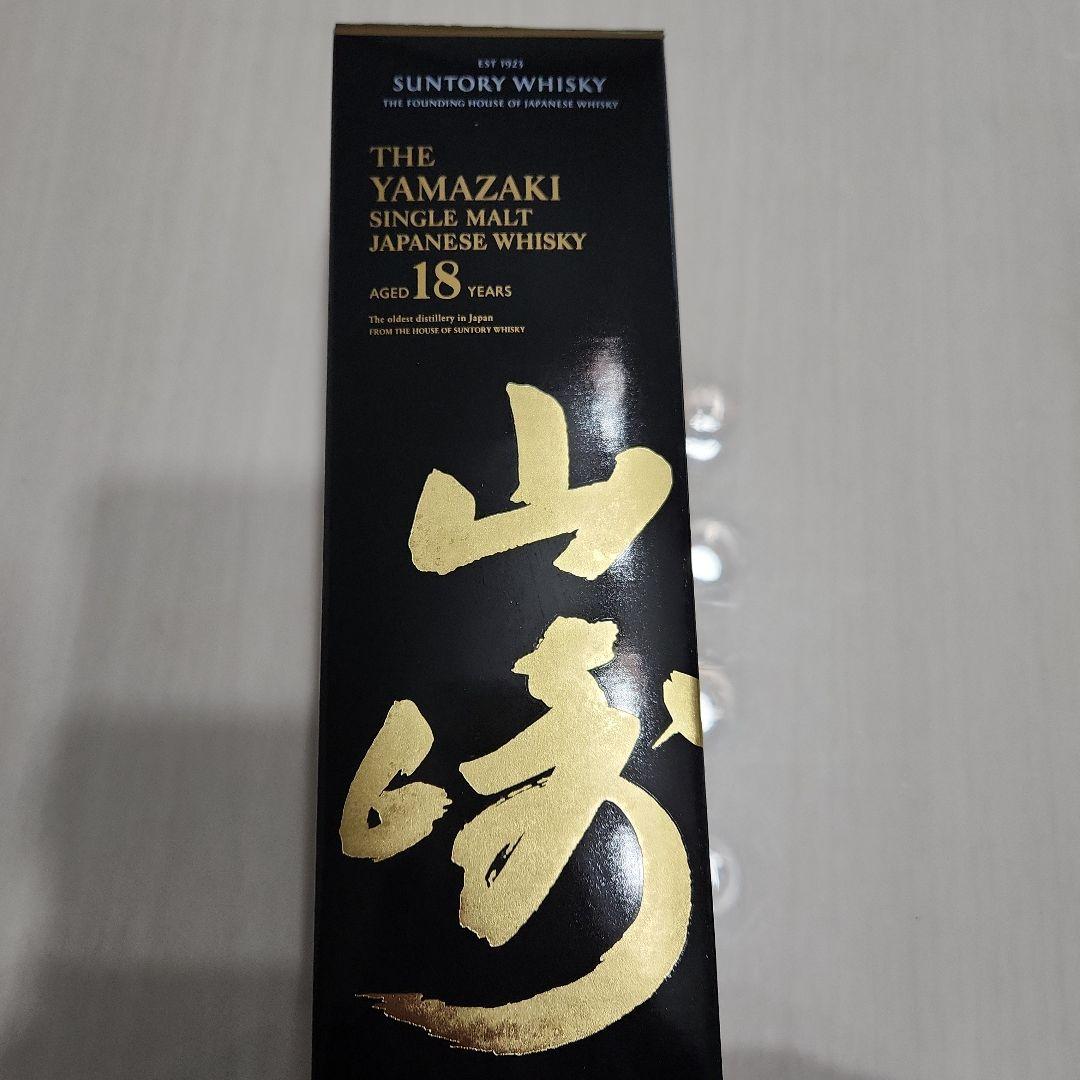 EST 1923
SUNTORY WHISKY
THE FOUNDING HOUSE OF JAPANESE WHISKY
THE
YAMAZAKI
SINGLE MALT
JAPANESE WHISKY
AGED 18 YEARS
The oldest distillery in Japan
FROM THE HOUSE OF SUNTORY WHISKY
山
崎